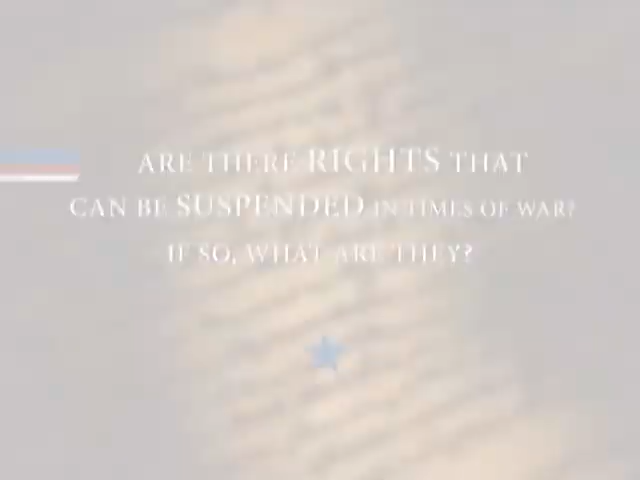 ARE THERE RIGHTS THAT
CAN BE SUSPENDED IN TIMES OF WAR?
IF SO, WHAT ARE THEY?